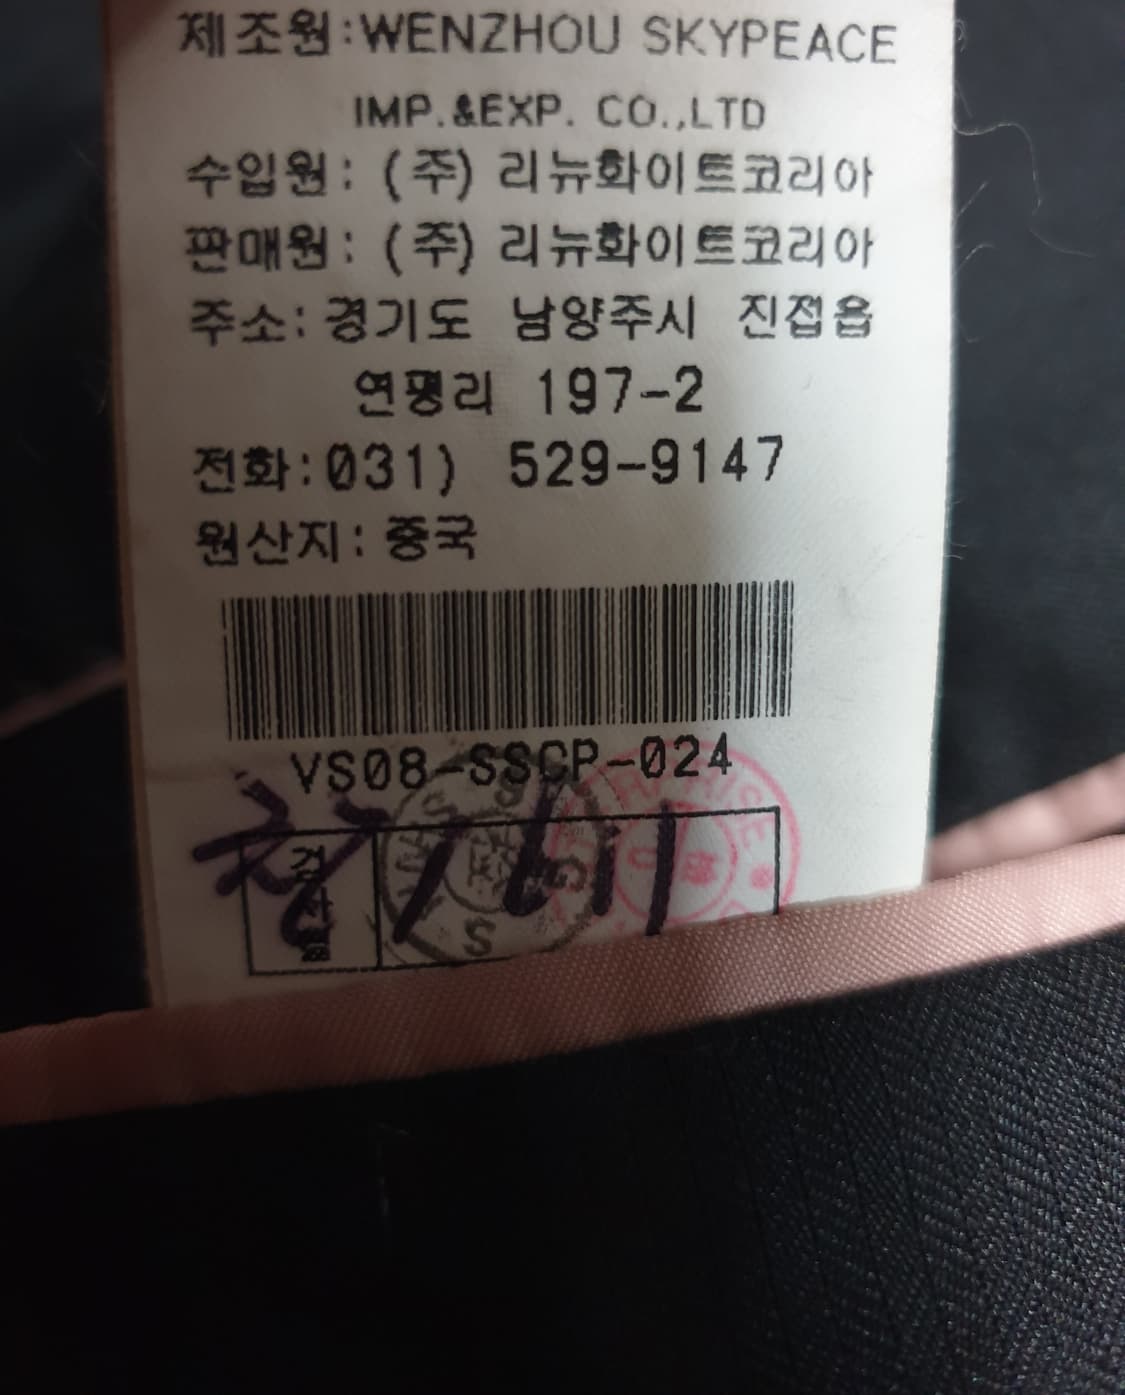 제조원:WENZHOU SKYPEACE
IMP.&EXP. CO.,LTD
수입원: (주) 리뉴화이트코리아
판매원: (주) 리뉴화이트코리아
주소: 경기도 남양주시 진접읍
연평리 197-2
전화:031) 529-9147
원산지: 중국
VS08-SSCP-024
검사필